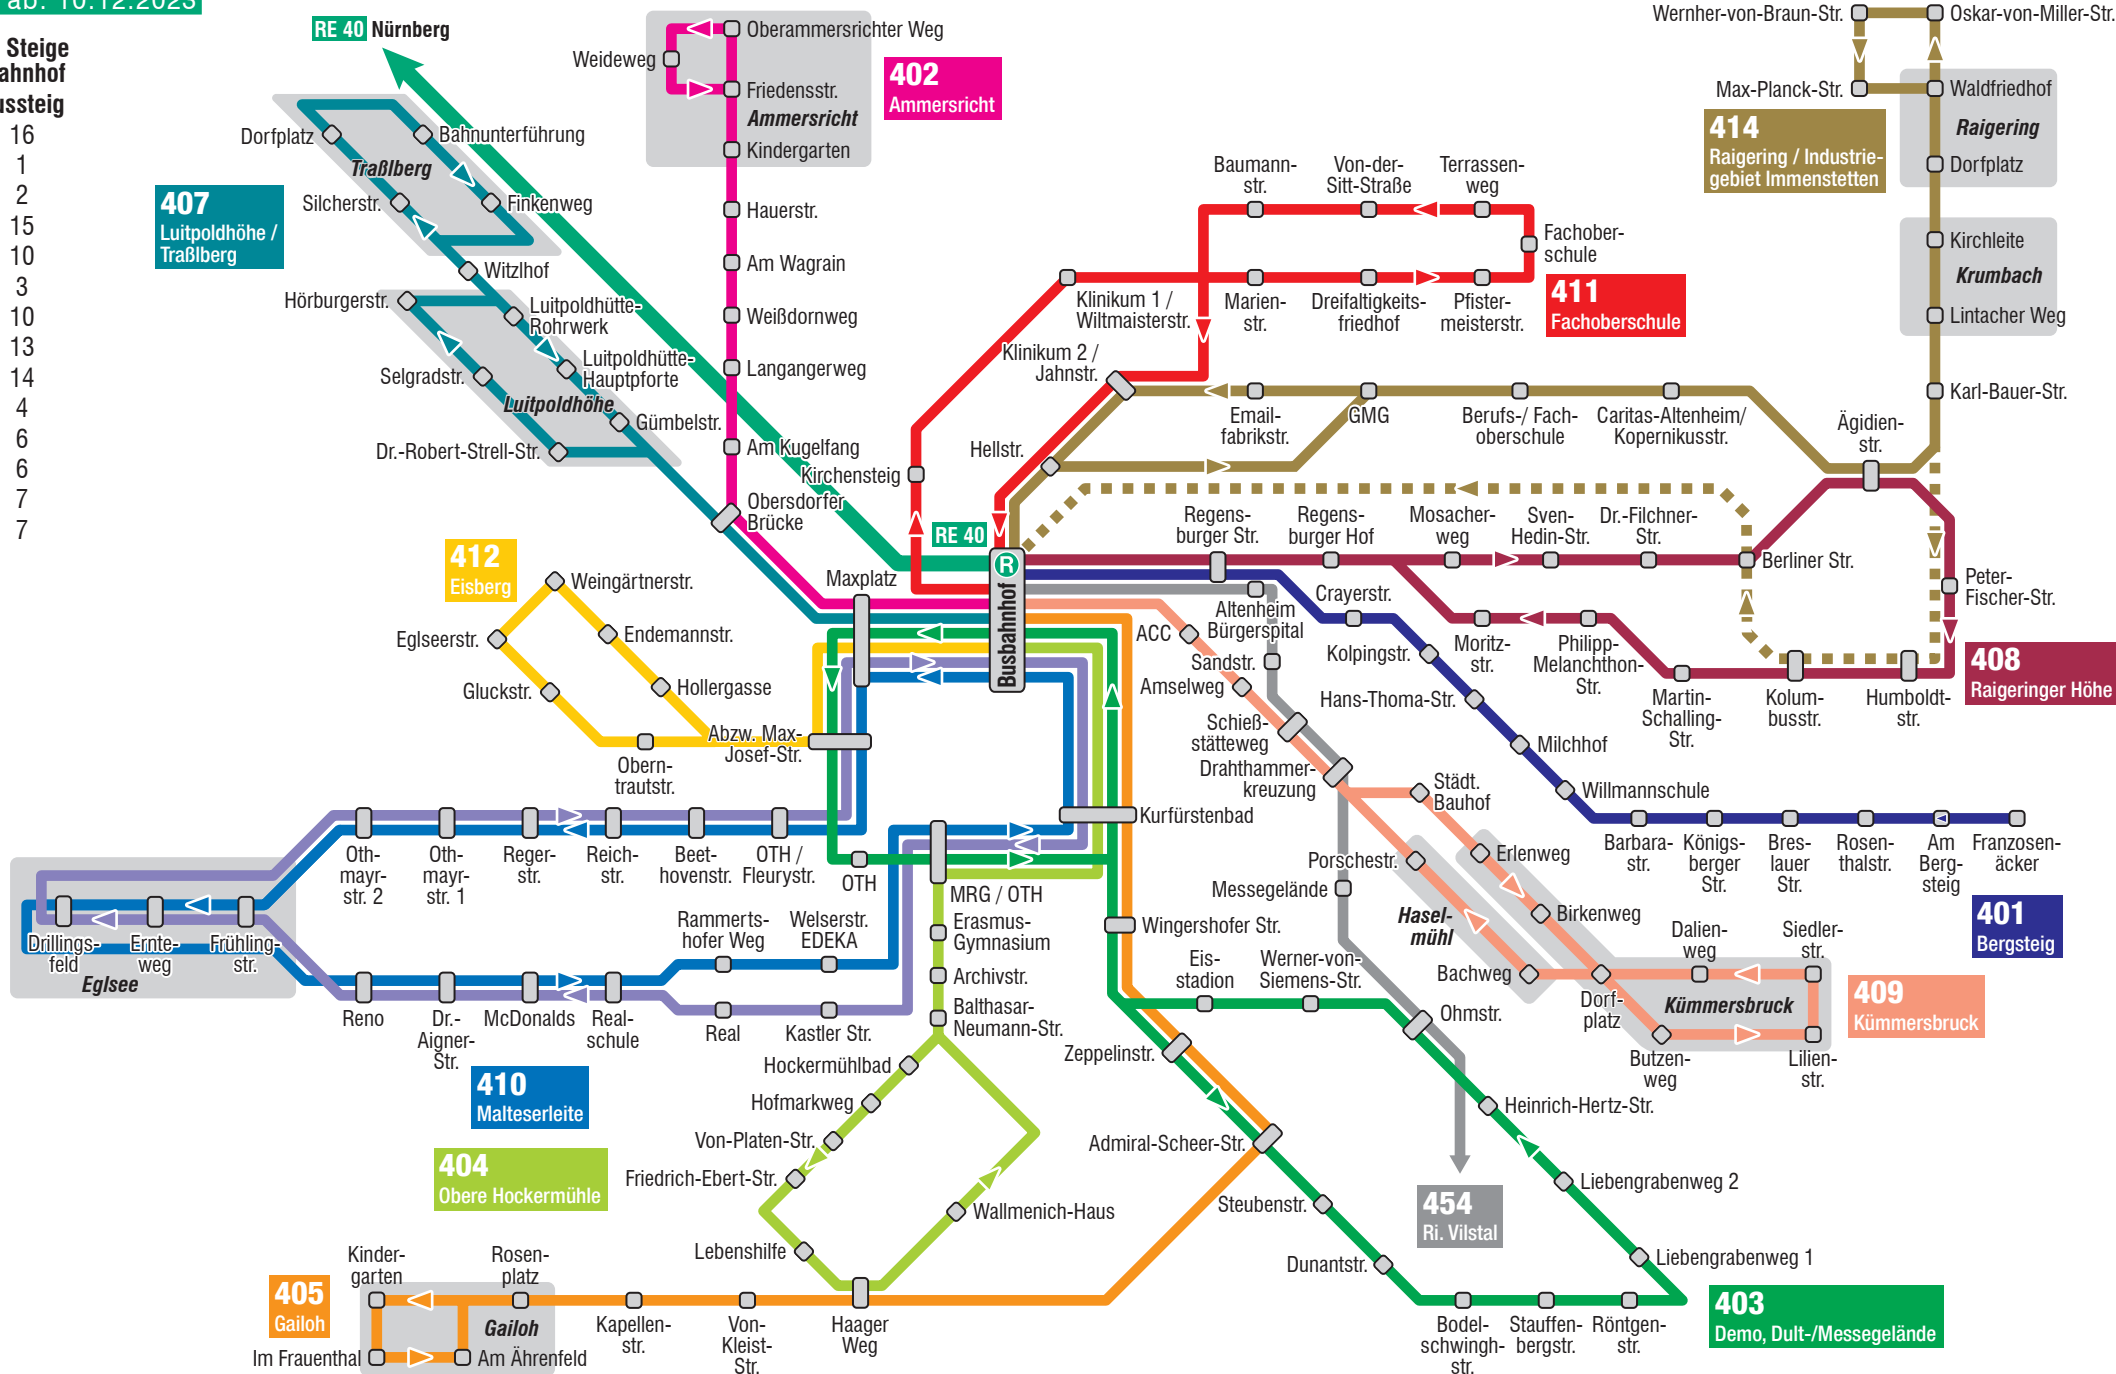 ab: 10.12.2023
Steige
ahnhof
ussteig
16
1
2
15
10
3
10
13
14
4
6
6
7
7
RE 40 Nürnberg
Oberammersrichter Weg
Weideweg
Friedensstr.
Ammersricht
Kindergarten
402
Ammersricht
Hauerstr.
Am Wagrain
Weißdornweg
Langangerweg
Am Kugelfang
Obersdorfer
Brücke
Dorfplatz
Bahnunterführung
Traßlberg
Silcherstr.
Finkenweg
407
Luitpoldhöhe /
Traßlberg
Witzlhof
Hörburgerstr.
Luitpoldhütte-
Rohrwerk
Luitpoldhütte-
Hauptpforte
Selgradstr.
Luitpoldhöhe
Gümbelstr.
Dr.-Robert-Strell-Str.
Wernher-von-Braun-Str.
Oskar-von-Miller-Str.
Max-Planck-Str.
Waldfriedhof
414
Raigering / Industrie-
gebiet Immenstetten
Raigering
Dorfplatz
Kirchleite
Krumbach
Lintacher Weg
Karl-Bauer-Str.
Baumann-
str.
Von-der-
Sitt-Straße
Terrassen-
weg
Fachober-
schule
411
Fachoberschule
Klinikum 1 /
Wiltmaisterstr.
Marien-
str.
Dreifaltigkeits-
friedhof
Pfister-
meisterstr.
Klinikum 2 /
Jahnstr.
Email-
fabrikstr.
GMG
Berufs-/ Fach-
oberschule
Caritas-Altenheim/
Kopernikusstr.
Ägidien-
str.
Hellstr.
Kirchensteig
RE 40
R
Busbahnhof
Maxplatz
Regens-
burger Str.
Regens-
burger Hof
Mosacher-
weg
Sven-
Hedin-Str.
Dr.-Filchner-
Str.
Berliner Str.
Peter-
Fischer-Str.
Moritz-
str.
Philipp-
Melanchthon-
Str.
Martin-
Schalling-
Str.
Kolum-
busstr.
Humboldt-
str.
408
Raigeringer Höhe
Altenheim
Bürgerspital
Crayerstr.
Kolpingstr.
Hans-Thoma-Str.
Milchhof
Willmannschule
Barbara-
str.
Königs-
berger
Str.
Bres-
lauer
Str.
Rosen-
thalstr.
Am
Berg-
steig
Franzosen-
äcker
401
Bergsteig
ACC
Sandstr.
Amselweg
Schieß-
stätteweg
Drahthammer-
kreuzung
Städt.
Bauhof
Porschestr.
Erlenweg
Messegelände
Hasel-
mühl
Birkenweg
Bachweg
Dorf-
platz
Dalien-
weg
Siedler-
str.
Kümmersbruck
Butzen-
weg
Lilien-
str.
409
Kümmersbruck
412
Eisberg
Weingärtnerstr.
Eglseerstr.
Endemannstr.
Gluckstr.
Hollergasse
Obern-
trautstr.
Abzw. Max-
Josef-Str.
Oth-
mayr-
str. 2
Oth-
mayr-
str. 1
Reger-
str.
Reich-
str.
Beet-
hovenstr.
OTH /
Fleurystr.
OTH
MRG / OTH
Kurfürstenbad
Drillings-
feld
Ernte-
weg
Frühling-
str.
Eglsee
Rammerts-
hofer Weg
Welserstr.
EDEKA
Reno
Dr.-
Aigner-
Str.
McDonalds
Real-
schule
Real
Kastler Str.
410
Malteserleite
Erasmus-
Gymnasium
Archivstr.
Balthasar-
Neumann-Str.
Hockermühlbad
Hofmarkweg
Von-Platen-Str.
Friedrich-Ebert-Str.
404
Obere Hockermühle
Lebenshilfe
Wallmenich-Haus
Wingershofer Str.
Eis-
stadion
Werner-von-
Siemens-Str.
Ohmstr.
Zeppelinstr.
Admiral-Scheer-Str.
Heinrich-Hertz-Str.
Liebengrabenweg 2
Steubenstr.
454
Ri. Vilstal
Dunantstr.
Liebengrabenweg 1
Bodel-
schwingh-
str.
Stauffen-
bergstr.
Röntgen-
str.
403
Demo, Dult-/Messegelände
405
Gailoh
Kinder-
garten
Rosen-
platz
Gailoh
Im Frauenthal
Am Ährenfeld
Kapellen-
str.
Von-
Kleist-
Str.
Haager
Weg